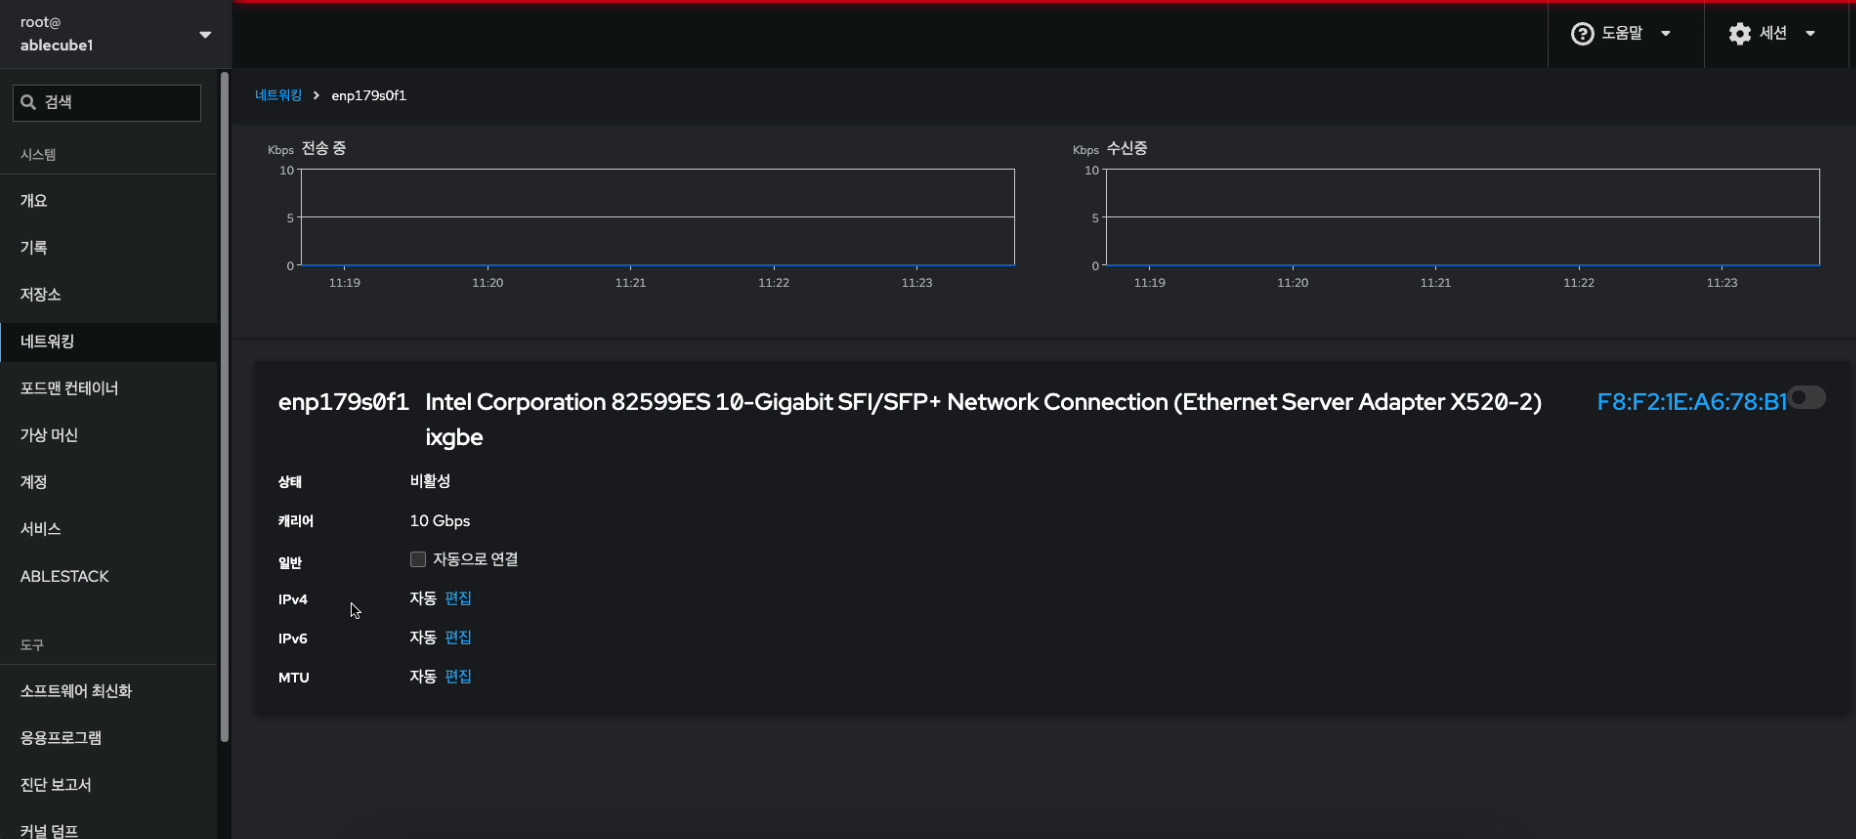 root@
ablecube1
도움말
세션
검색
시스템
개요
기록
저장소
네트워킹
포드맨 컨테이너
가상 머신
계정
서비스
ABLESTACK
도구
소프트웨어 최신화
응용프로그램
진단 보고서
커널 덤프
네트워킹 > enp179s0f1
Kbps 전송 중
10
5
0
11:19 11:20 11:21 11:22 11:23
Kbps 수신중
10
5
0
11:19 11:20 11:21 11:22 11:23
enp179s0f1 Intel Corporation 82599ES 10-Gigabit SFI/SFP+ Network Connection (Ethernet Server Adapter X520-2) F8:F2:1E:A6:78:B1
ixgbe
상태 비활성
캐리어 10 Gbps
일반 자동으로 연결
IPv4 자동 편집
IPv6 자동 편집
MTU 자동 편집